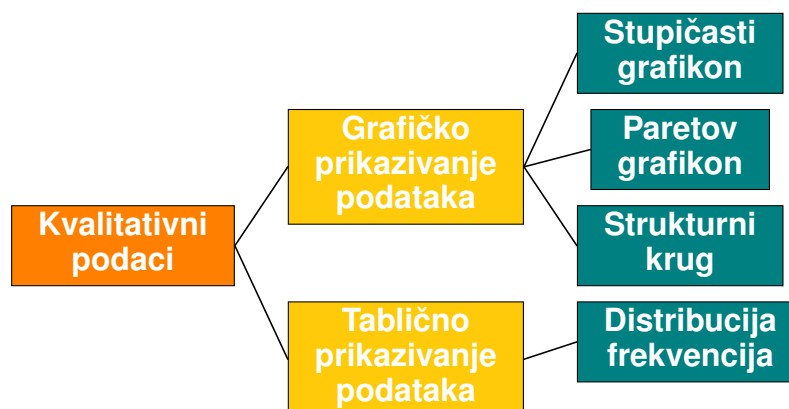 Kvalitativni
podaci
Grafičko
prikazivanje
podataka
Stupičasti
grafikon
Paretov
grafikon
Strukturni
krug
Tablično
prikazivanje
podataka
Distribucija
frekvencija